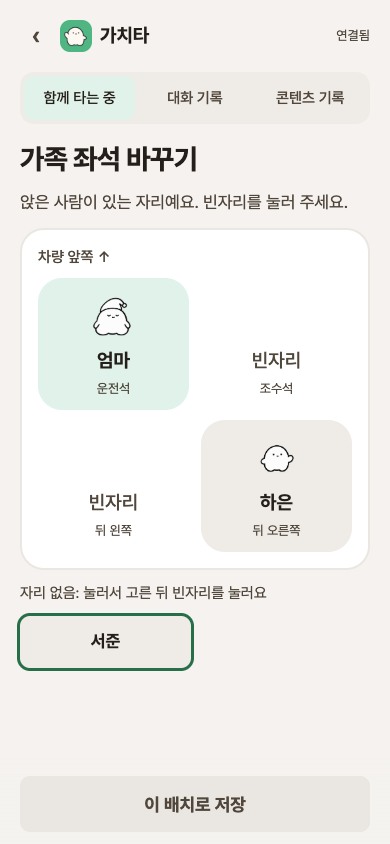 ‹ 가치타 연결됨
함께 타는 중 대화 기록 콘텐츠 기록
가족 좌석 바꾸기
앉은 사람이 있는 자리예요. 빈자리를 눌러 주세요.
차량 앞쪽 ↑
엄마
운전석
빈자리
조수석
빈자리
뒤 왼쪽
하은
뒤 오른쪽
자리 없음: 눌러서 고른 뒤 빈자리를 눌러요
서준
이 배치로 저장